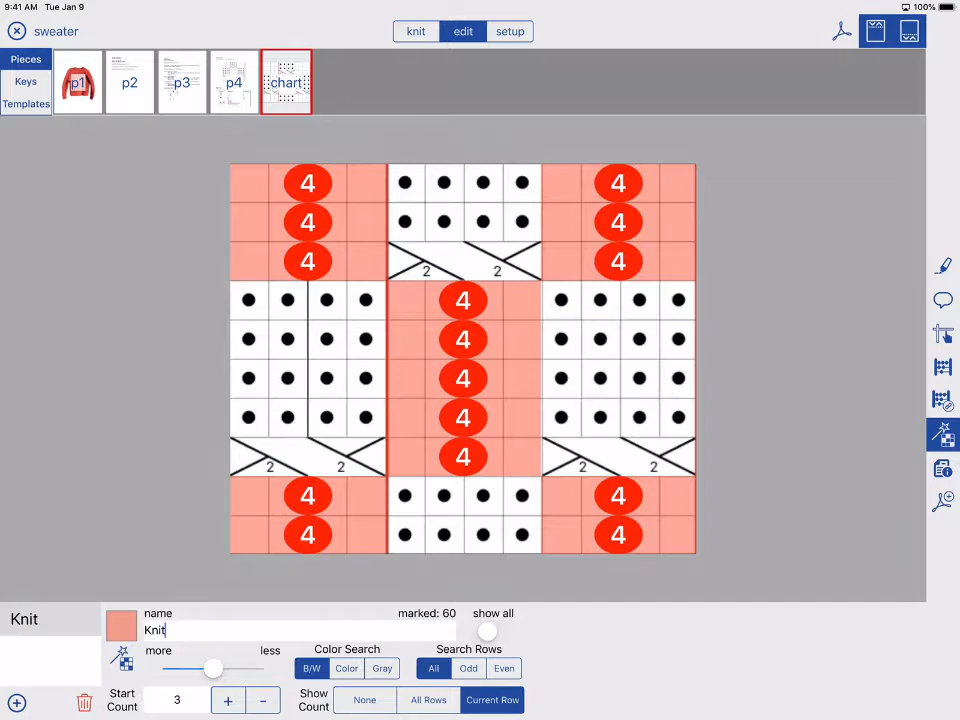 9:41 AM Tue Jan 9 100%
sweater knit edit setup
Pieces
Keys
Templates
p1 p2 p3 p4 chart
4 4
4 4
4 4
2 2
4
4
4
4
4
2 2 2 2
4 4
4 4
Knit
name marked: 60 show all
Knit
more less Color Search Search Rows
B/W Color Gray All Odd Even
Start Count 3 + - Show Count None All Rows Current Row